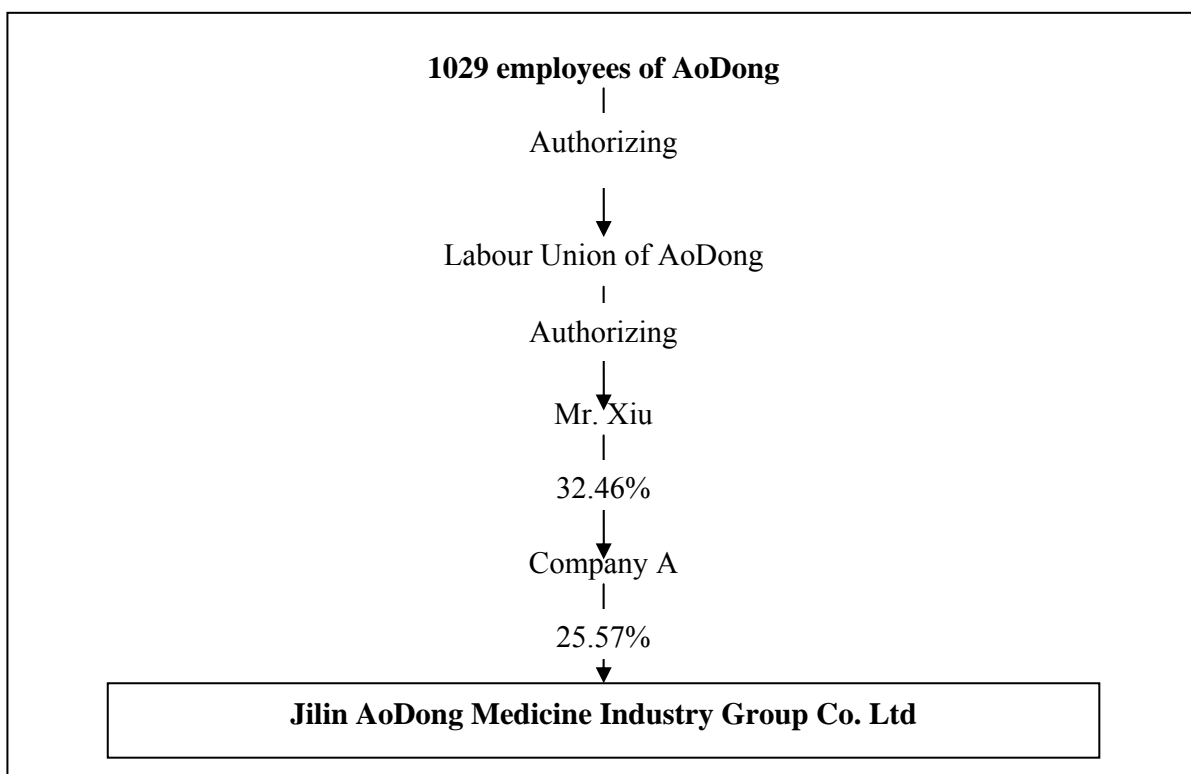 1029 employees of AoDong
Authorizing
Labour Union of AoDong
Authorizing
Mr. Xiu
32.46%
Company A
25.57%
Jilin AoDong Medicine Industry Group Co. Ltd